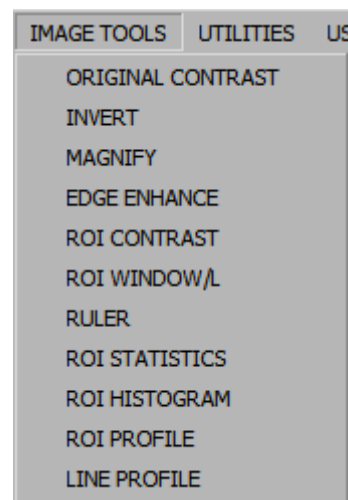 IMAGE TOOLS UTILITIES US
ORIGINAL CONTRAST
INVERT
MAGNIFY
EDGE ENHANCE
ROI CONTRAST
ROI WINDOW/L
RULER
ROI STATISTICS
ROI HISTOGRAM
ROI PROFILE
LINE PROFILE